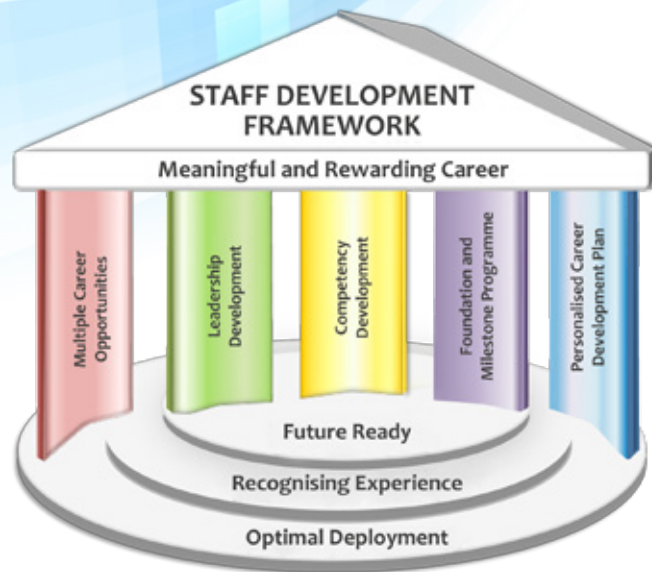 STAFF DEVELOPMENT
FRAMEWORK
Meaningful and Rewarding Career
Multiple Career
Opportunities
Leadership
Development
Competency
Development
Foundation and
Milestone Programme
Personalised Career
Development Plan
Future Ready
Recognising Experience
Optimal Deployment